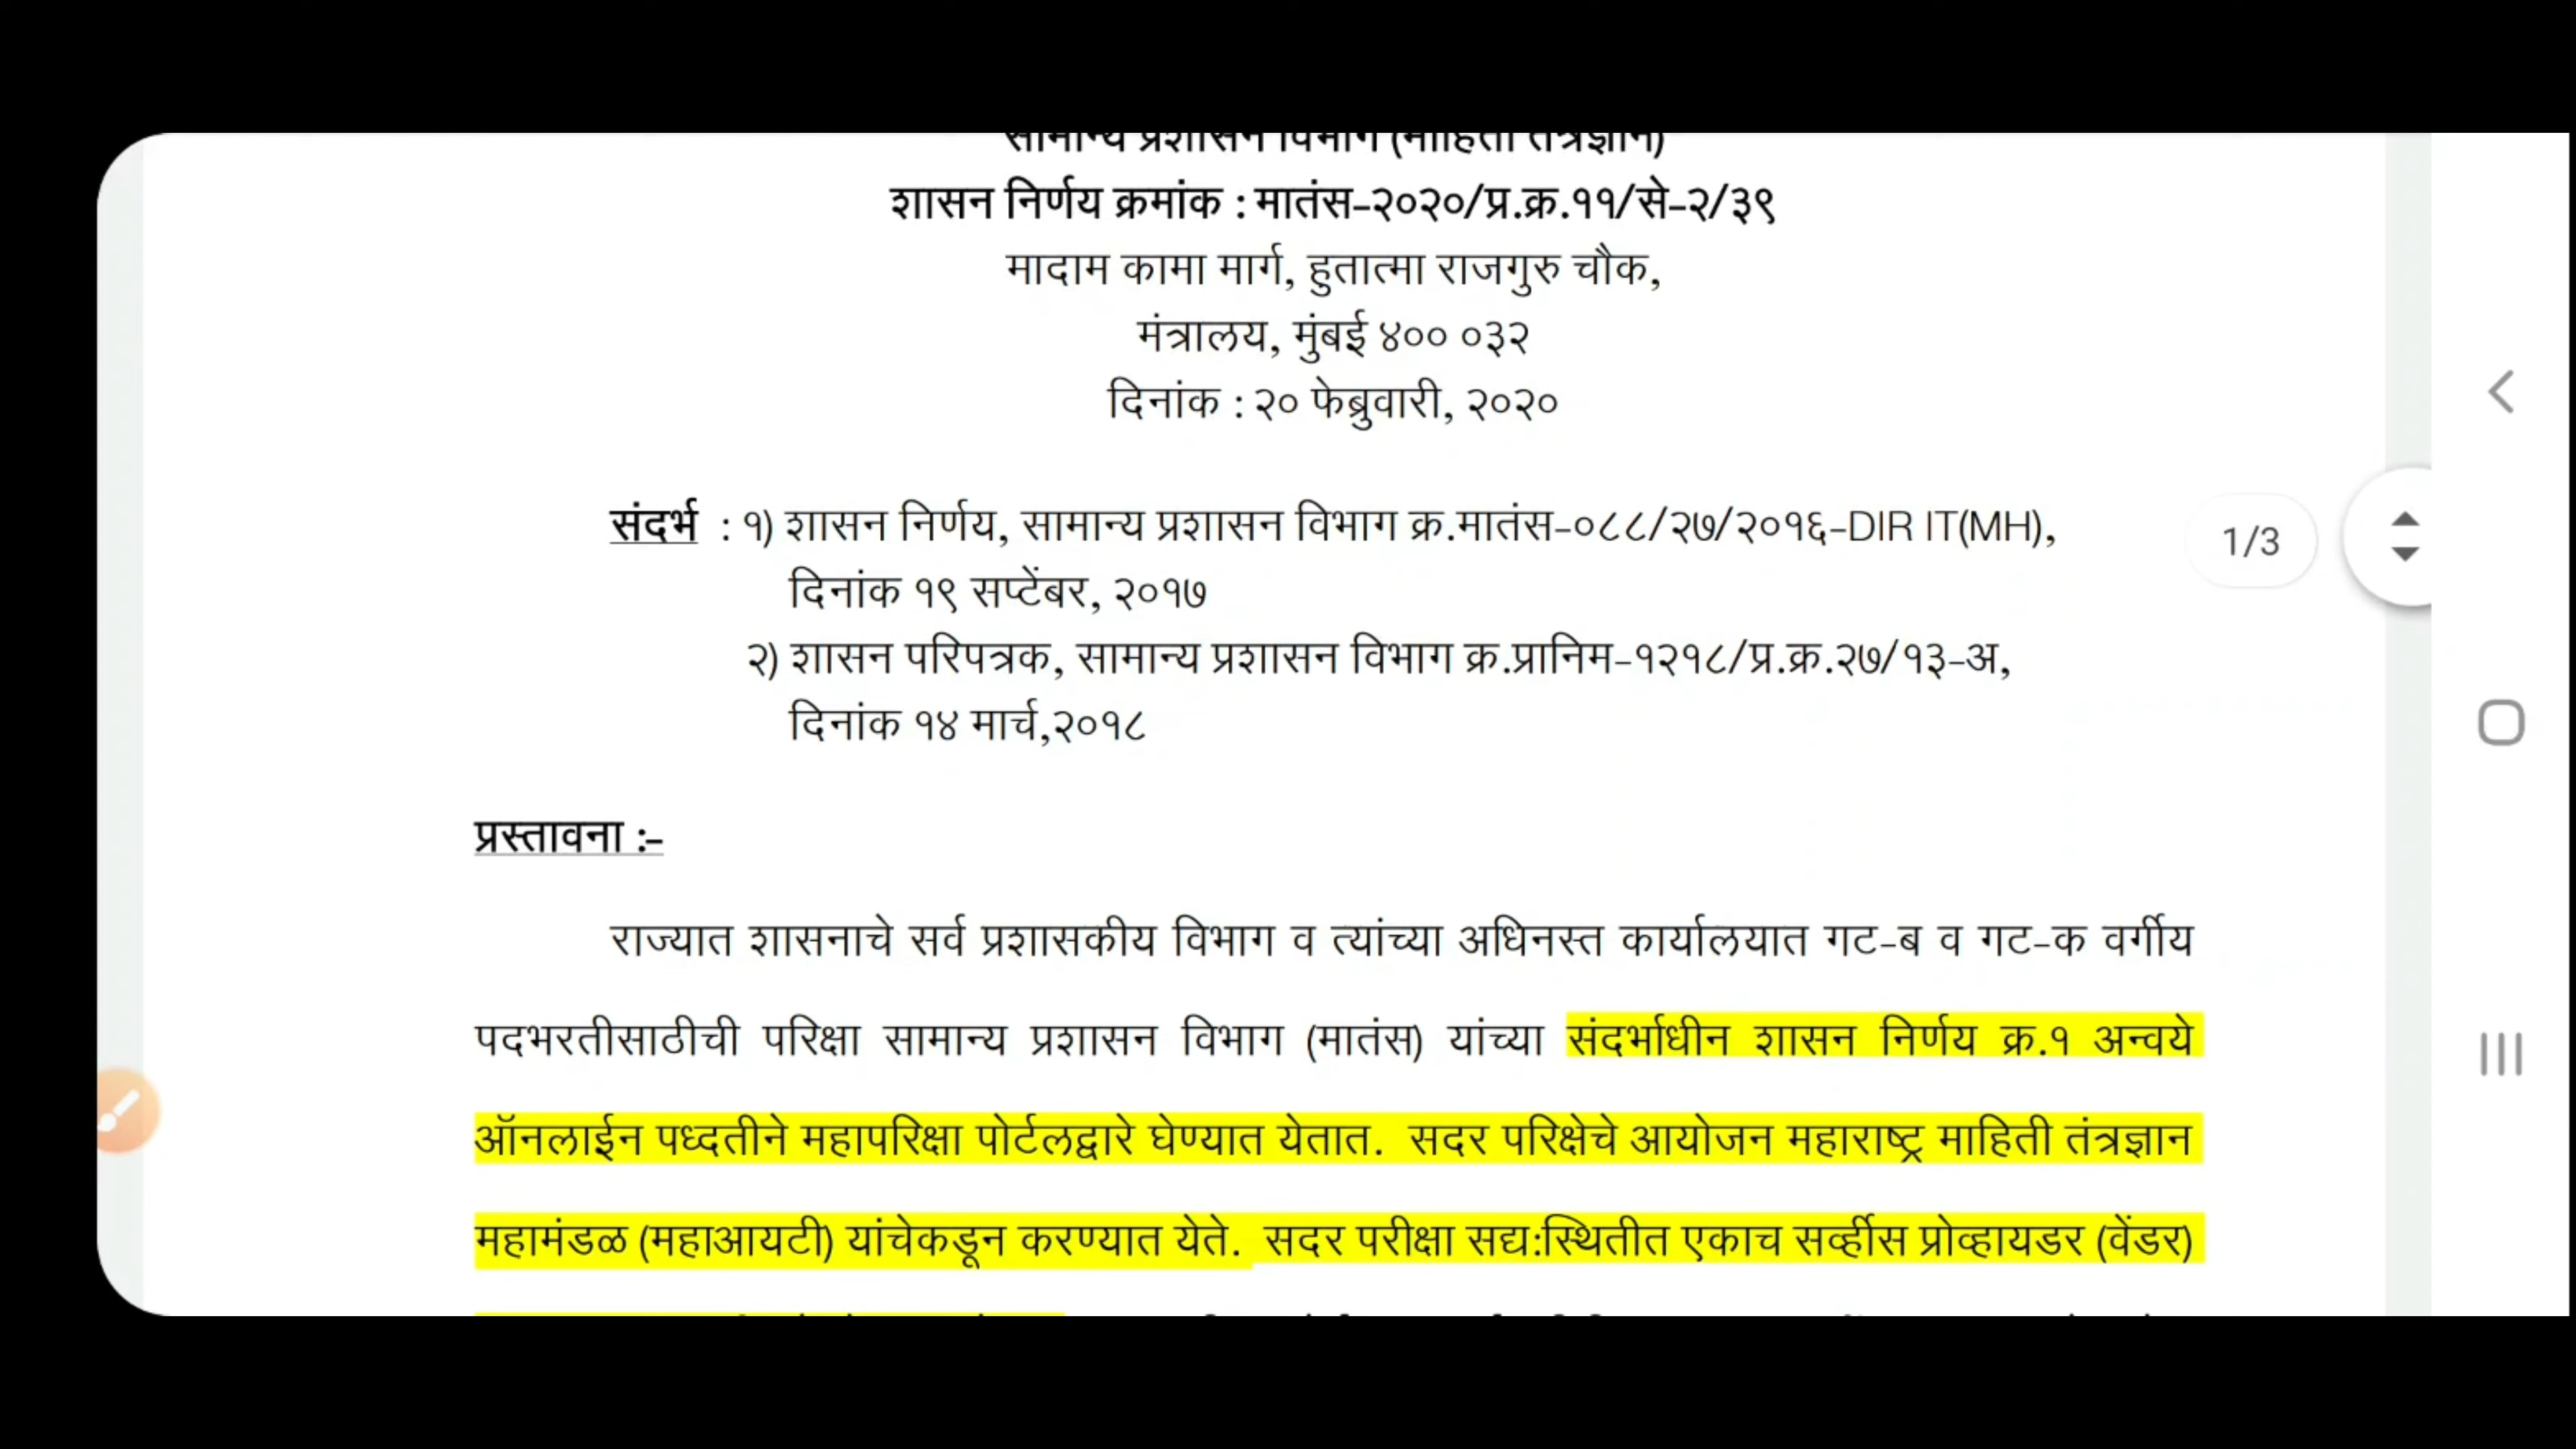 सामान्य प्रशासन विभाग (माहिती तंत्रज्ञान)
शासन निर्णय क्रमांक : मातंस-२०२०/प्र.क्र.११/से-२/३९
मादाम कामा मार्ग, हुतात्मा राजगुरु चौक,
मंत्रालय, मुंबई ४०० ०३२
दिनांक : २० फेब्रुवारी, २०२०
संदर्भ : १) शासन निर्णय, सामान्य प्रशासन विभाग क्र.मातंस-०८८/२७/२०१६-DIR IT(MH),
1/3
दिनांक १९ सप्टेंबर, २०१७
२) शासन परिपत्रक, सामान्य प्रशासन विभाग क्र.प्रानिम-१२१८/प्र.क्र.२७/१३-अ,
दिनांक १४ मार्च,२०१८
प्रस्तावना :-
राज्यात शासनाचे सर्व प्रशासकीय विभाग व त्यांच्या अधिनस्त कार्यालयात गट-ब व गट-क वर्गीय
पदभरतीसाठीची परिक्षा सामान्य प्रशासन विभाग (मातंस) यांच्या संदर्भाधीन शासन निर्णय क्र.१ अन्वये
ऑनलाईन पध्दतीने महापरिक्षा पोर्टलद्वारे घेण्यात येतात. सदर परिक्षेचे आयोजन महाराष्ट्र माहिती तंत्रज्ञान
महामंडळ (महाआयटी) यांचेकडून करण्यात येते. सदर परीक्षा सद्य:स्थितीत एकाच सर्व्हीस प्रोव्हायडर (वेंडर)